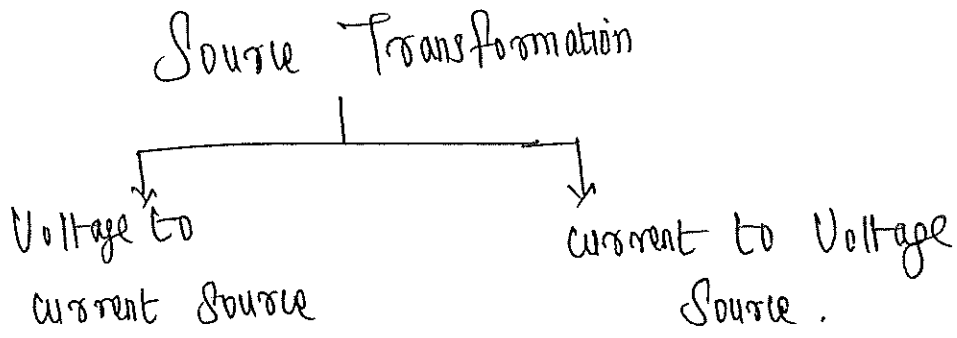 Source Transformation
Voltage to
current source
current to Voltage
Source.